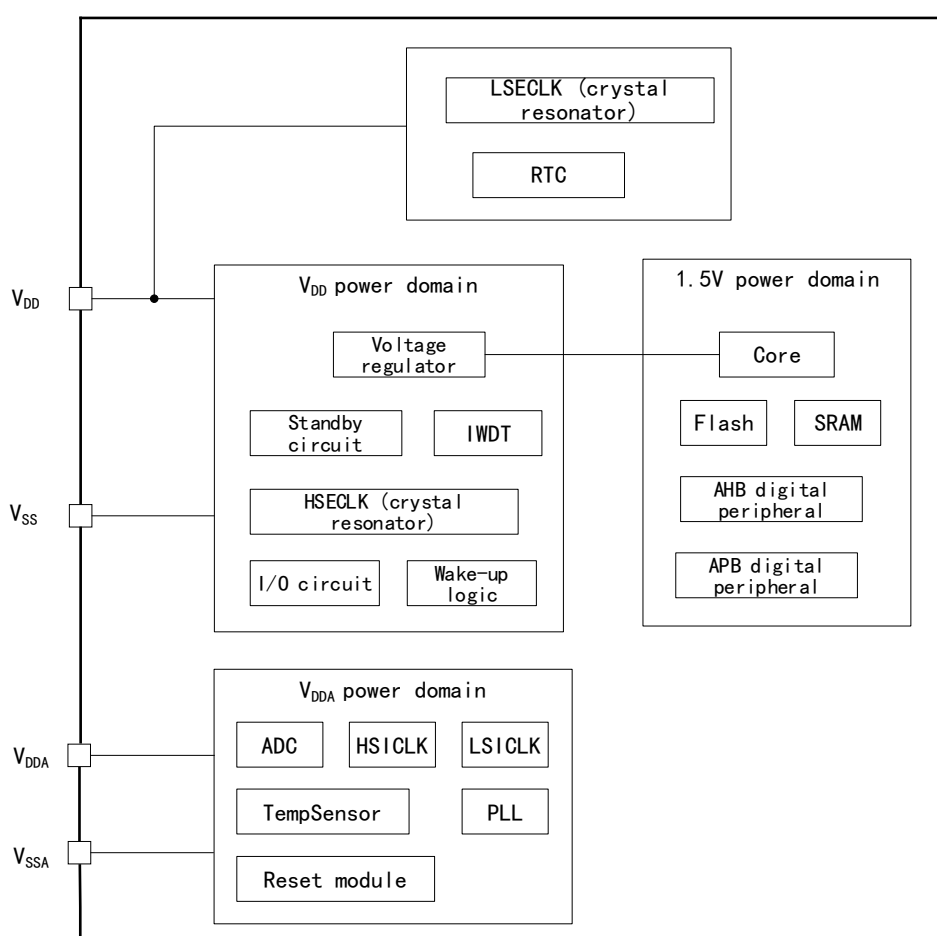 LSECLK (crystal
resonator)
RTC
VDD
VDD power domain
Voltage
regulator
Standby
circuit
IWDT
HSECLK (crystal
resonator)
I/O circuit
Wake-up
logic
1.5V power domain
Core
Flash
SRAM
AHB digital
peripheral
APB digital
peripheral
VSS
VDDA power domain
ADC
HSICLK
LSICLK
TempSensor
PLL
Reset module
VDDA
VSSA